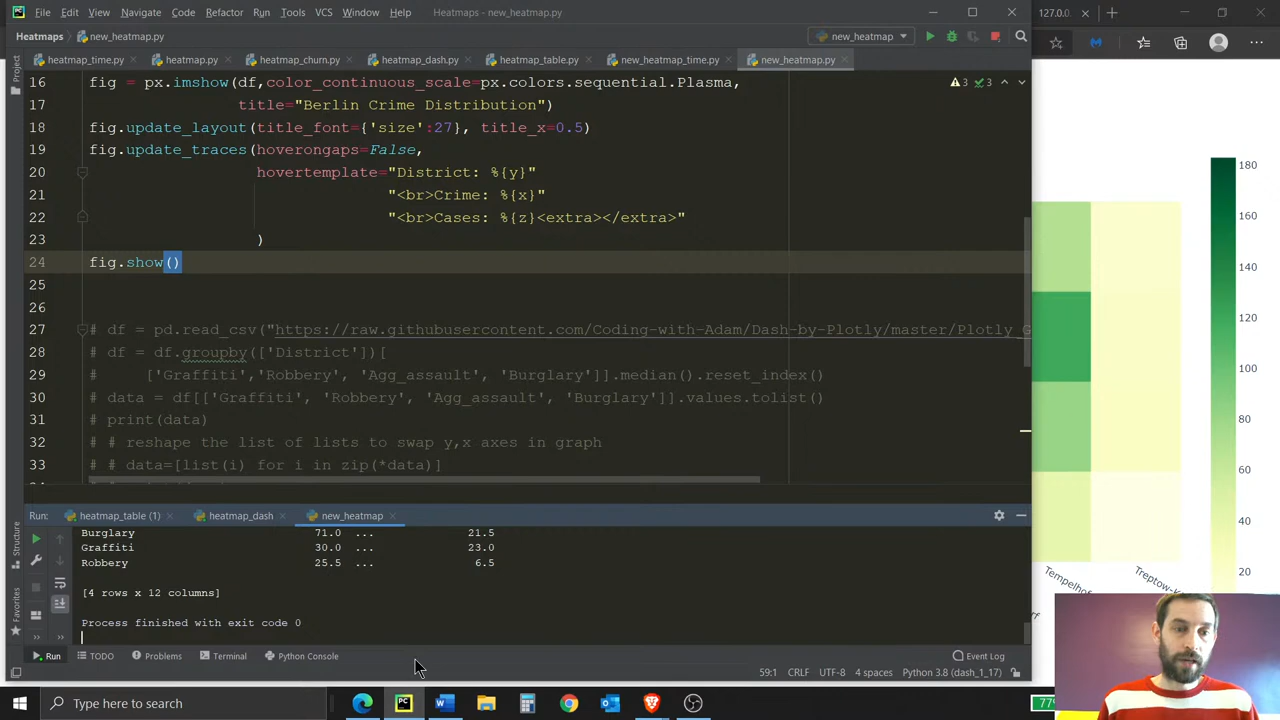 File Edit View Navigate Code Refactor Run Tools VCS Window Help Heatmaps - new_heatmap.py
127.0.
Heatmaps new_heatmap.py new_heatmap
heatmap_time.py heatmap.py heatmap_churn.py heatmap_dash.py heatmap_table.py new_heatmap_time.py new_heatmap.py
Project
3 3
16 fig = px.imshow(df,color_continuous_scale=px.colors.sequential.Plasma,
17 title="Berlin Crime Distribution")
18 fig.update_layout(title_font={'size':27}, title_x=0.5)
19 fig.update_traces(hoverongaps=False,
20 hovertemplate="District: %{y}"
21 "<br>Crime: %{x}"
22 "<br>Cases: %{z}<extra></extra>"
23 )
24 fig.show()
25
26
27 # df = pd.read_csv("https://raw.githubusercontent.com/Coding-with-Adam/Dash-by-Plotly/master/Plotly_G
28 # df = df.groupby(['District'])[
29 # ['Graffiti','Robbery', 'Agg_assault', 'Burglary']].median().reset_index()
30 # data = df[['Graffiti', 'Robbery', 'Agg_assault', 'Burglary']].values.tolist()
31 # print(data)
32 # # reshape the list of lists to swap y,x axes in graph
33 # # data=[list(i) for i in zip(*data)]
180
160
140
120
100
80
60
40
20
Tempelhof
Treptow-K
rf
Run: heatmap_table (1) heatmap_dash new_heatmap
Burglary 71.0 ... 21.5
Graffiti 30.0 ... 23.0
Robbery 25.5 ... 6.5
[4 rows x 12 columns]
Process finished with exit code 0
Structure
Favorites
Run TODO Problems Terminal Python Console Event Log
59:1 CRLF UTF-8 4 spaces Python 3.8 (dash_1_17)
Type here to search
77%